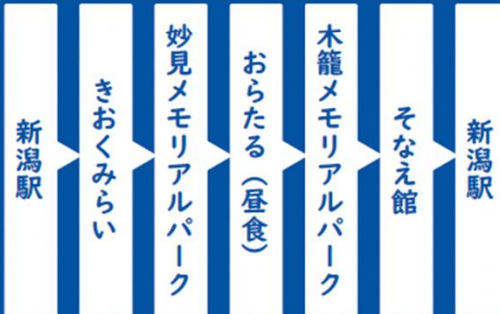 新潟駅
きおくみらい
妙見メモリアルパーク
おらたる（昼食）
木籠メモリアルパーク
そなえ館
新潟駅